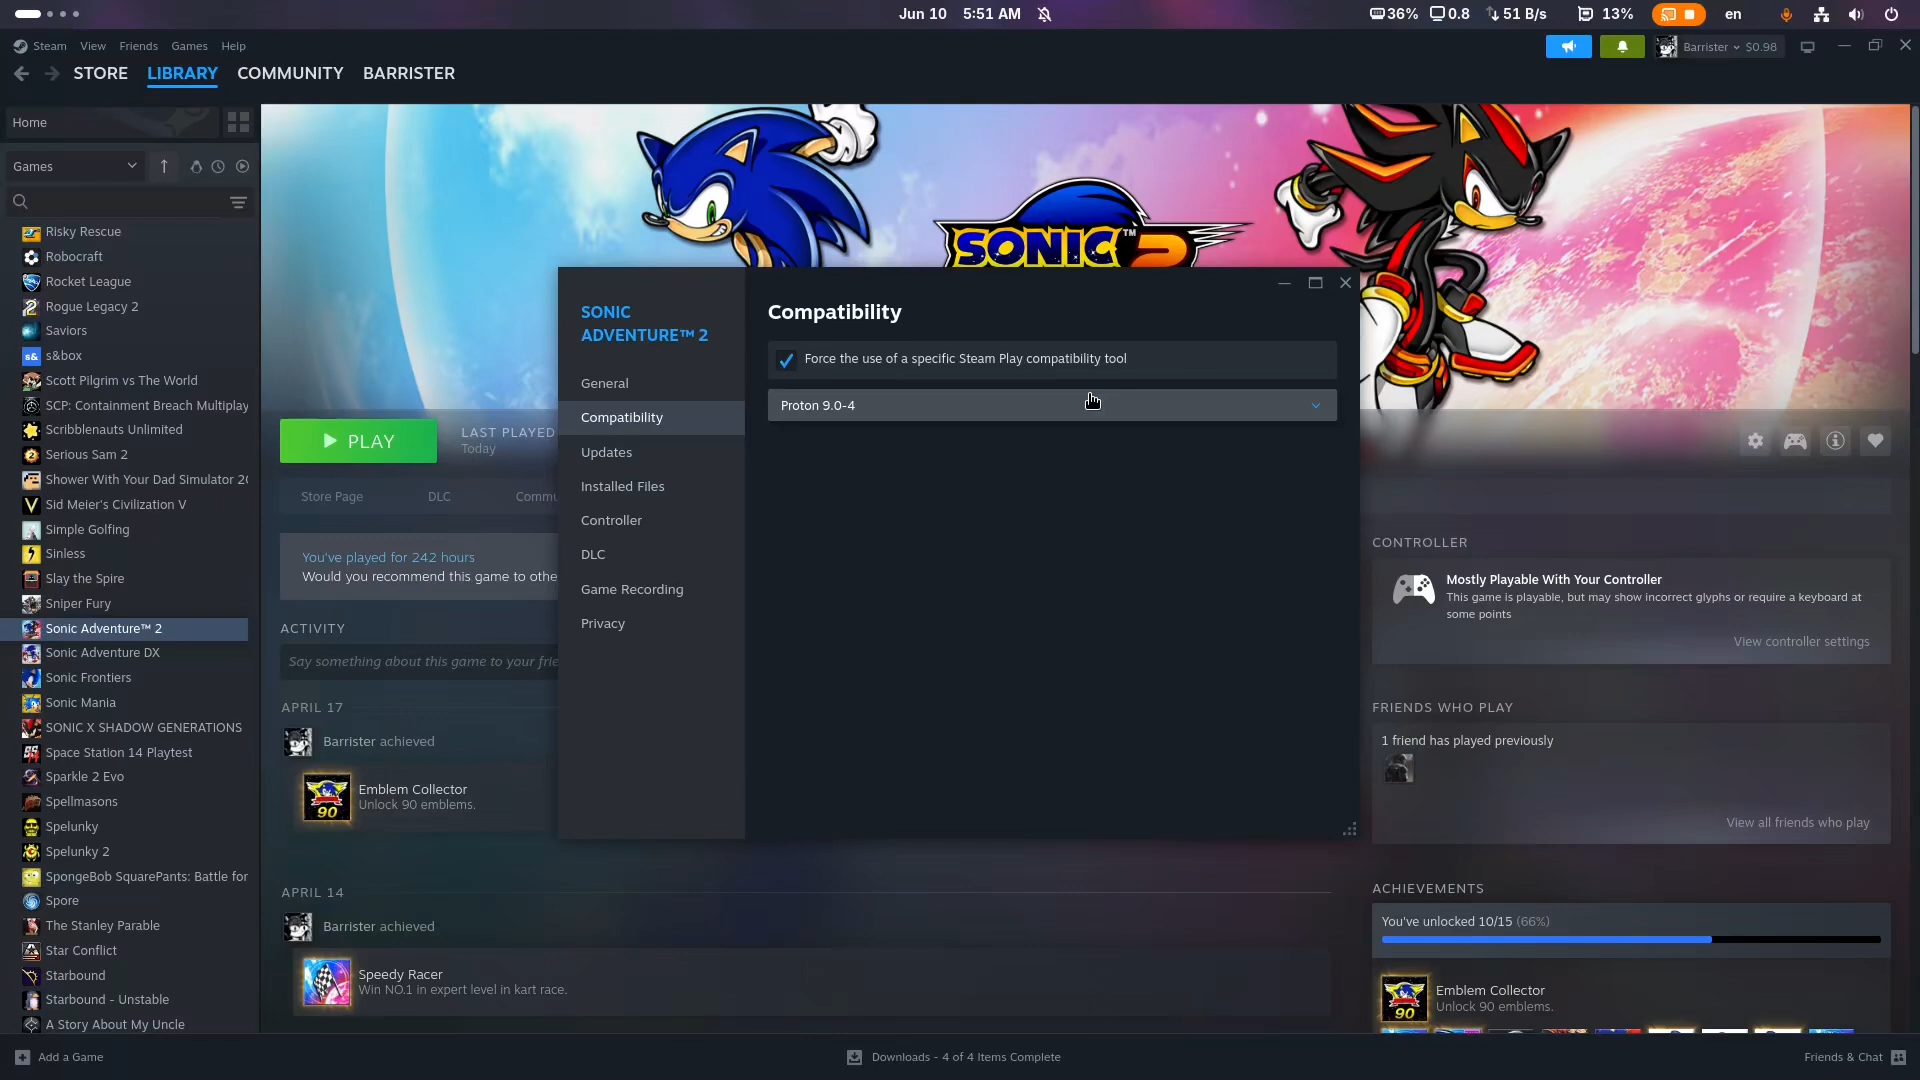 Jun 10 5:51 AM
36% 0.8 51 B/s 13% en
Steam View Friends Games Help
Barrister $0.98
STORE LIBRARY COMMUNITY BARRISTER
Home
Games
Risky Rescue
Robocraft
Rocket League
Rogue Legacy 2
Saviors
s&box
Scott Pilgrim vs The World
SCP: Containment Breach Multiplay
Scribblenauts Unlimited
Serious Sam 2
Shower With Your Dad Simulator 20
Sid Meier's Civilization V
Simple Golfing
Sinless
Slay the Spire
Sniper Fury
Sonic Adventure™ 2
Sonic Adventure DX
Sonic Frontiers
Sonic Mania
SONIC X SHADOW GENERATIONS
Space Station 14 Playtest
Sparkle 2 Evo
Spellmasons
Spelunky
Spelunky 2
SpongeBob SquarePants: Battle for
Spore
The Stanley Parable
Star Conflict
Starbound
Starbound - Unstable
A Story About My Uncle
SONIC™ 2
PLAY
LAST PLAYED
Today
Store Page DLC Commu
You've played for 242 hours
Would you recommend this game to othe
ACTIVITY
Say something about this game to your frie
APRIL 17
Barrister achieved
Emblem Collector
Unlock 90 emblems.
90
APRIL 14
Barrister achieved
Speedy Racer
Win NO.1 in expert level in kart race.
SONIC
ADVENTURE™ 2
General
Compatibility
Updates
Installed Files
Controller
DLC
Game Recording
Privacy
Compatibility
Force the use of a specific Steam Play compatibility tool
Proton 9.0-4
CONTROLLER
Mostly Playable With Your Controller
This game is playable, but may show incorrect glyphs or require a keyboard at
some points
View controller settings
FRIENDS WHO PLAY
1 friend has played previously
View all friends who play
ACHIEVEMENTS
You've unlocked 10/15 (66%)
Emblem Collector
Unlock 90 emblems.
90
Add a Game
Downloads - 4 of 4 Items Complete
Friends & Chat